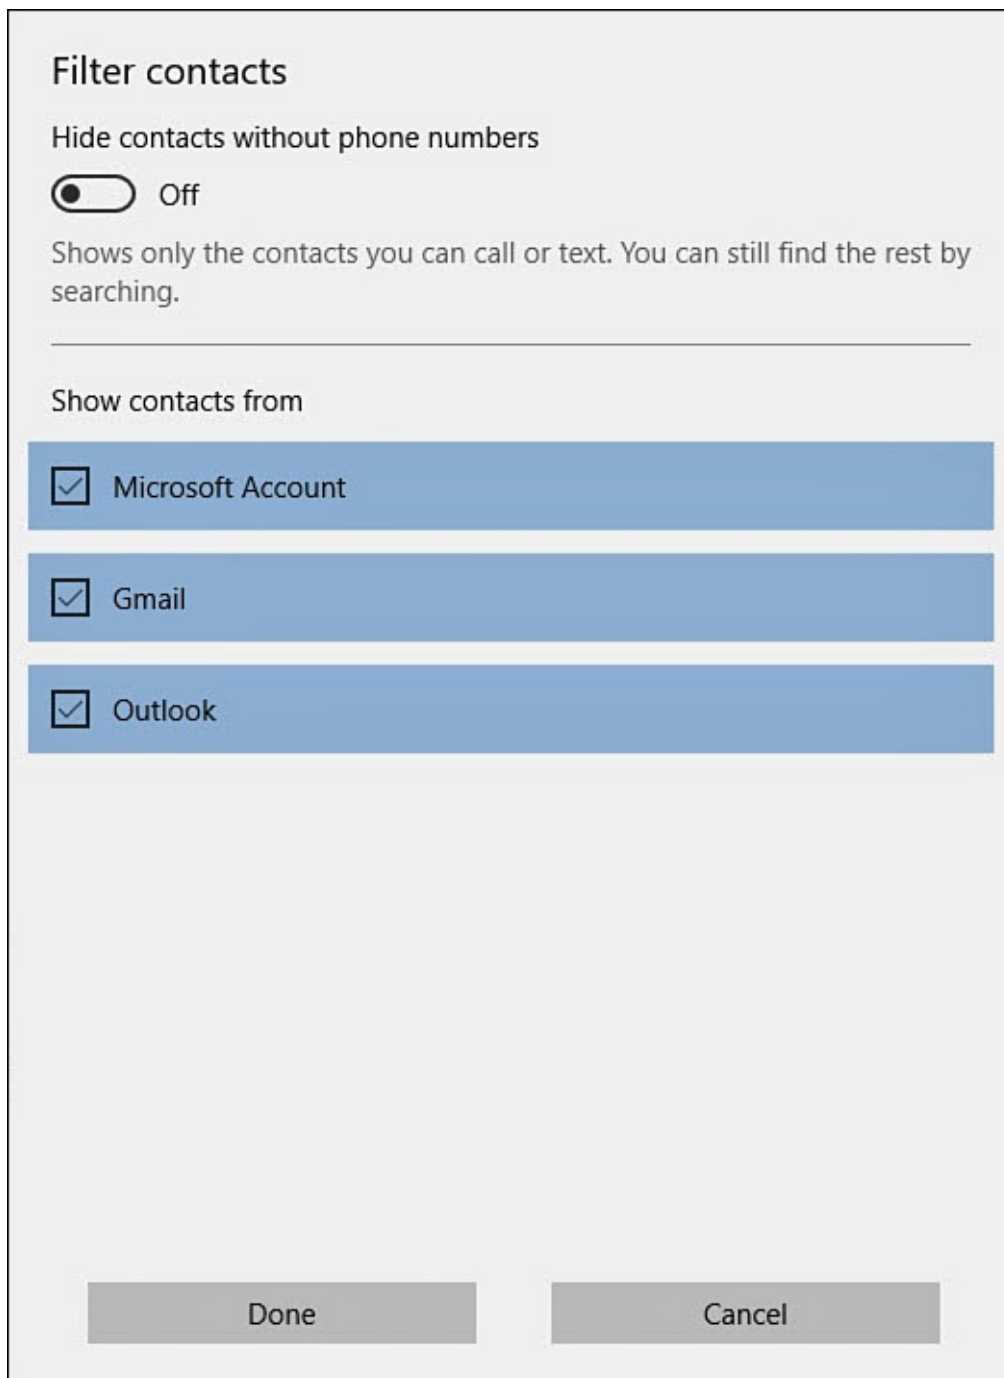 Filter contacts
Hide contacts without phone numbers
Off
Shows only the contacts you can call or text. You can still find the rest by
searching.
Show contacts from
Microsoft Account
Gmail
Outlook
Done
Cancel